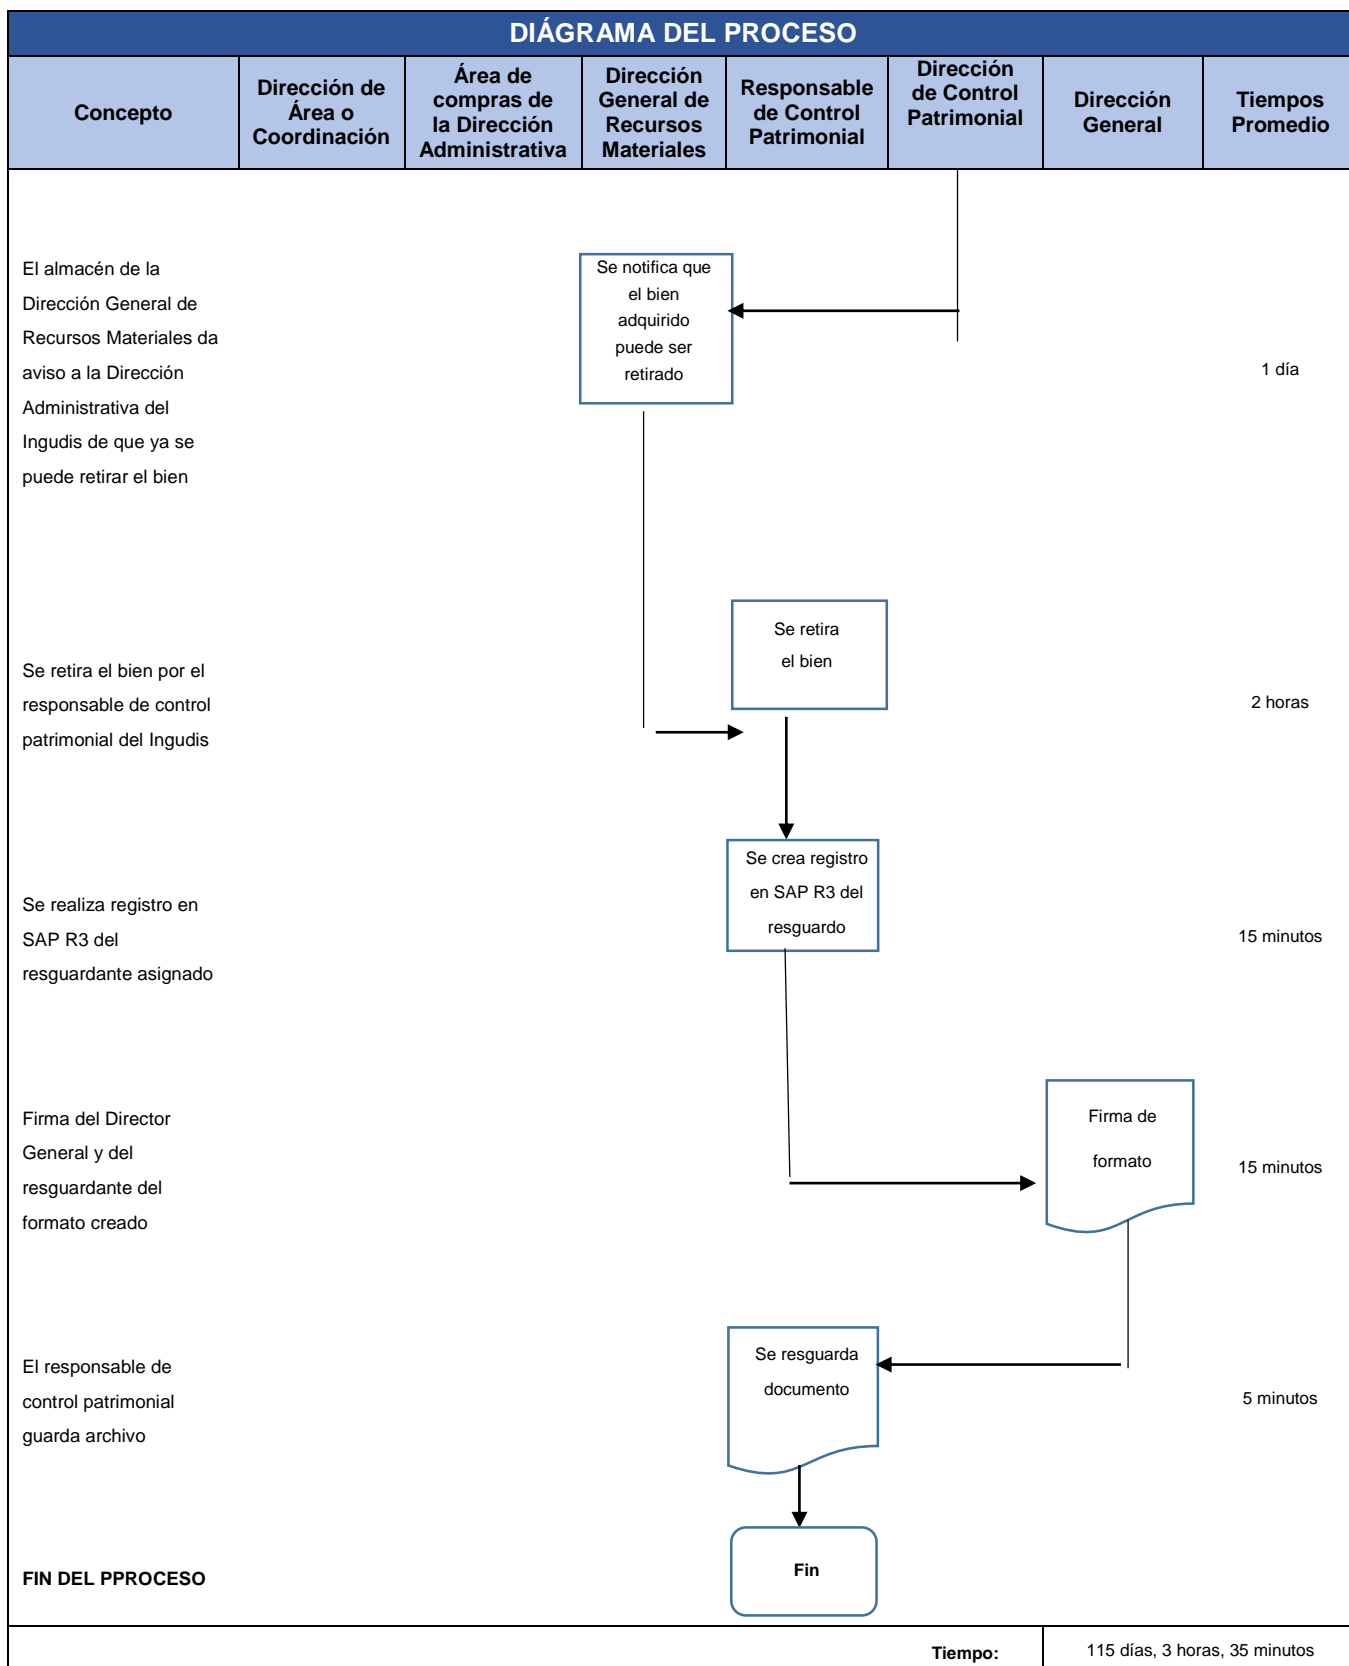 DIÁGRAMA DEL PROCESO
Concepto
Dirección de
Área o
Coordinación
Área de
compras de
la Dirección
Administrativa
Dirección
General de
Recursos
Materiales
Responsable
de Control
Patrimonial
Dirección
de Control
Patrimonial
Dirección
General
Tiempos
Promedio
El almacén de la
Dirección General de
Recursos Materiales da
aviso a la Dirección
Administrativa del
Ingudis de que ya se
puede retirar el bien
Se notifica que
el bien
adquirido
puede ser
retirado
1 día
Se retira el bien por el
responsable de control
patrimonial del Ingudis
Se retira
el bien
2 horas
Se realiza registro en
SAP R3 del
resguardante asignado
Se crea registro
en SAP R3 del
resguardo
15 minutos
Firma del Director
General y del
resguardante del
formato creado
Firma de
formato
15 minutos
El responsable de
control patrimonial
guarda archivo
Se resguarda
documento
5 minutos
FIN DEL PPROCESO
Fin
Tiempo:
115 días, 3 horas, 35 minutos